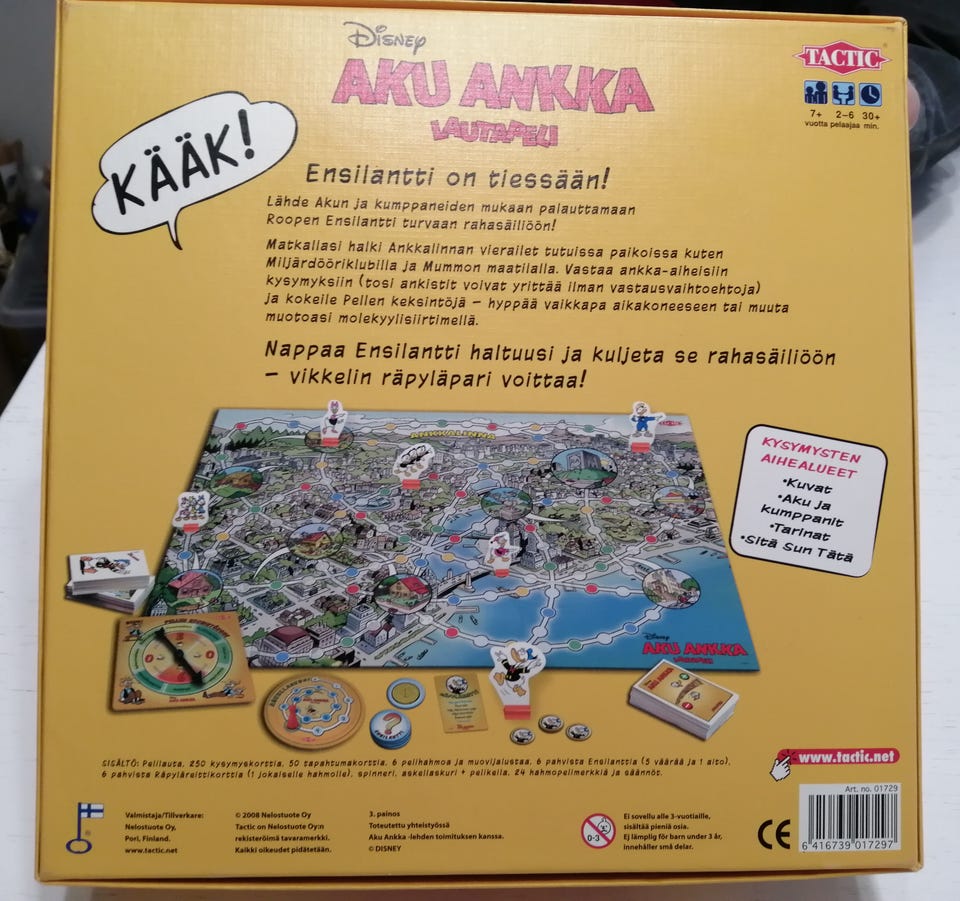 Disney
AKU ANKKA
LAUTAPELI
TACTIC
7+ 2–6 30+
vuotta pelaajaa min.
KÄÄK!
Ensilantti on tiessään!
Lähde Akun ja kumppaneiden mukaan palauttamaan
Roopen Ensilantti turvaan rahasäiliöön!
Matkallasi halki Ankkalinnan vierailet tutuissa paikoissa kuten
Miljardööriklubilla ja Mummon maatilalla. Vastaa ankka-aiheisiin
kysymyksiin (tosi ankistit voivat yrittää ilman vastausvaihtoehtoja)
ja kokeile Pellen keksintöjä – hyppää vaikkapa aikakoneeseen tai muuta
muotoasi molekyylisiirtimellä.
Nappaa Ensilantti haltuusi ja kuljeta se rahasäiliöön
– vikkelin räpyläpari voittaa!
ANKKALINNA
TACTIC
KYSYMYSTEN
AIHEALUEET
•Kuvat
•Aku ja
kumppanit
•Tarinat
•Sitä Sun Tätä
Disney
AKU ANKKA
LAUTAPELI
AKU ANKKA
?
ENSILANTTI
SISÄLTÖ: Pelilauta, 250 kysymyskorttia, 50 tapahtumakorttia, 6 pelihahmoa ja muovijalustaa, 6 pahvista Ensilanttia (5 väärää ja 1 aito),
6 pahvista Räpyläreittikorttia (1 jokaiselle hahmolle), spinneri, askellaskuri + pelikello, 24 hahmopelimerkkiä ja säännöt.
www.tactic.net
Art. no. 01729
Valmistaja/Tillverkare:
Nelostuote Oy,
Pori, Finland.
www.tactic.net
© 2008 Nelostuote Oy
Tactic on Nelostuote Oy:n
rekisteröimä tavaramerkki.
Kaikki oikeudet pidätetään.
3. painos
Toteutettu yhteistyössä
Aku Ankka -lehden toimituksen kanssa.
© DISNEY
0-3
Ei sovellu alle 3-vuotiaille,
sisältää pieniä osia.
Ej lämplig för barn under 3 år,
innehåller små delar.
CE
6 416739 017297